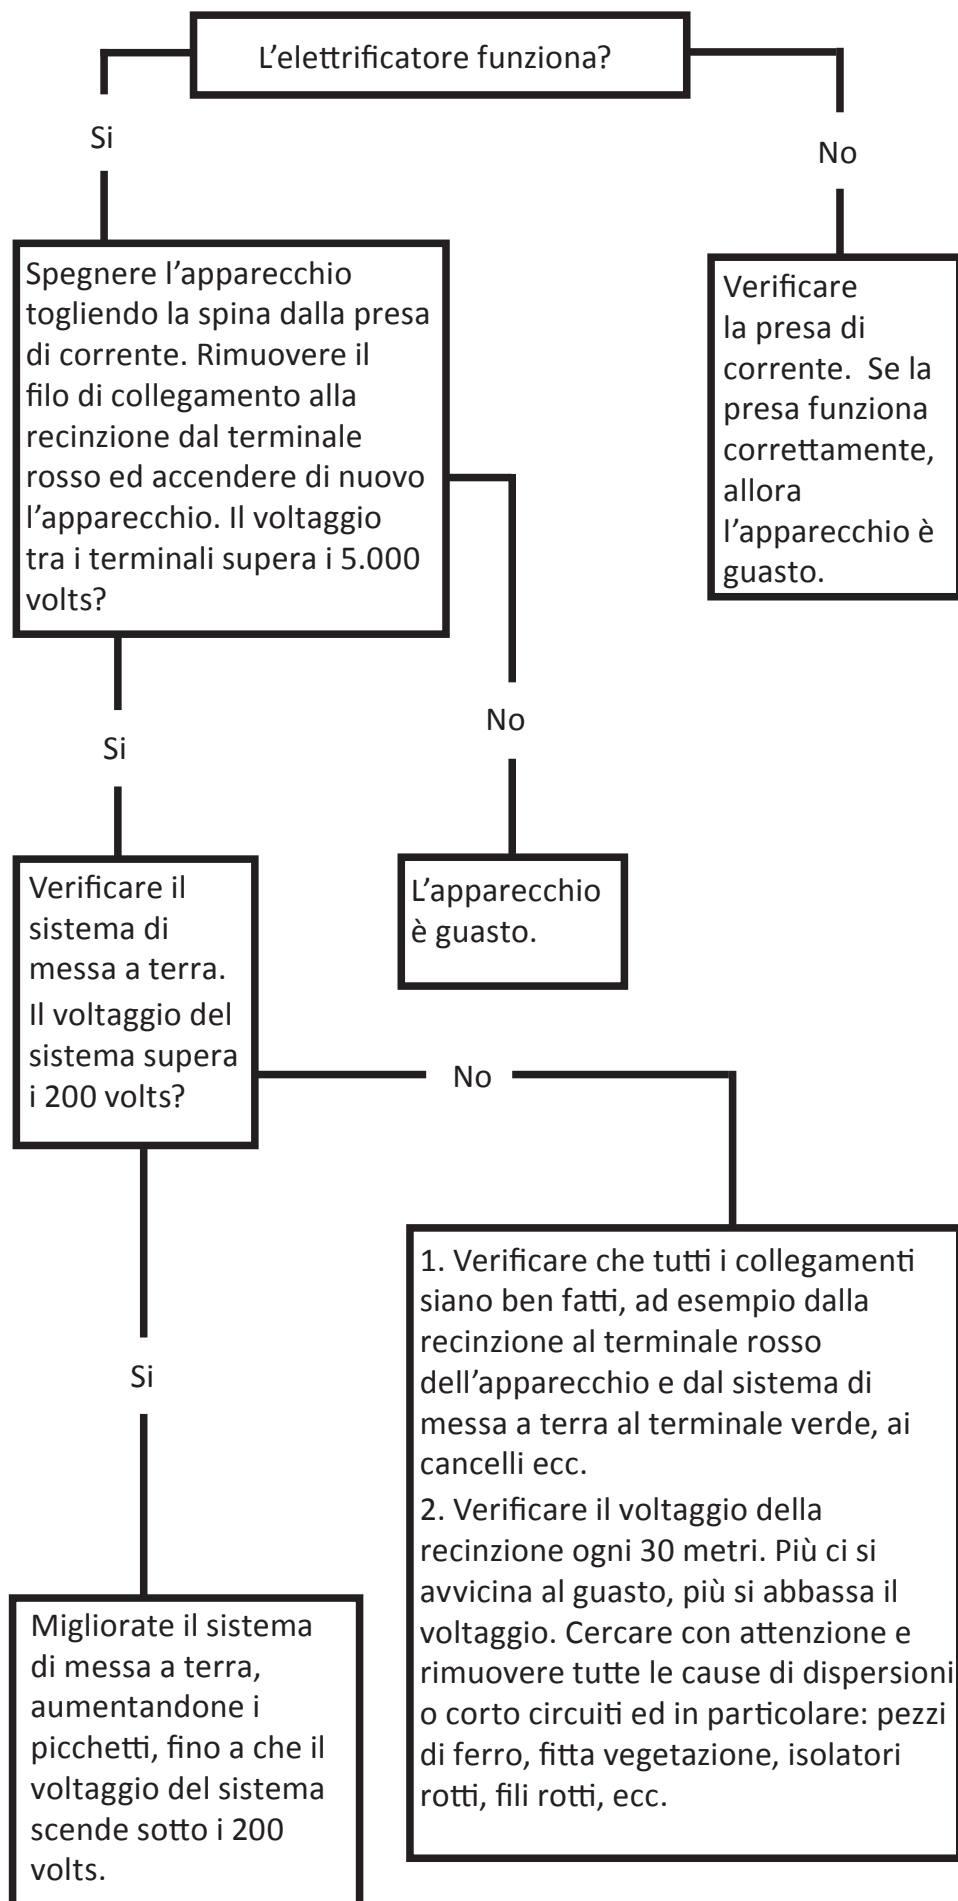 L'elettrificatore funziona?
Si
No
Spegnere l'apparecchio
togliendo la spina dalla presa
di corrente. Rimuovere il
filo di collegamento alla
recinzione dal terminale
rosso ed accendere di nuovo
l'apparecchio. Il voltaggio
tra i terminali supera i 5.000
volts?
Verificare
la presa di
corrente.  Se la
presa funziona
correttamente,
allora
l'apparecchio è
guasto.
Si
No
Verificare il
sistema di
messa a terra.
Il voltaggio del
sistema supera
i 200 volts?
L'apparecchio
è guasto.
No
Si
1. Verificare che tutti i collegamenti
siano ben fatti, ad esempio dalla
recinzione al terminale rosso
dell'apparecchio e dal sistema di
messa a terra al terminale verde, ai
cancelli ecc.
2. Verificare il voltaggio della
recinzione ogni 30 metri. Più ci si
avvicina al guasto, più si abbassa il
voltaggio. Cercare con attenzione e
rimuovere tutte le cause di dispersioni
o corto circuiti ed in particolare: pezzi
di ferro, fitta vegetazione, isolatori
rotti, fili rotti, ecc.
Migliorate il sistema
di messa a terra,
aumentandone i
picchetti, fino a che il
voltaggio del sistema
scende sotto i 200
volts.